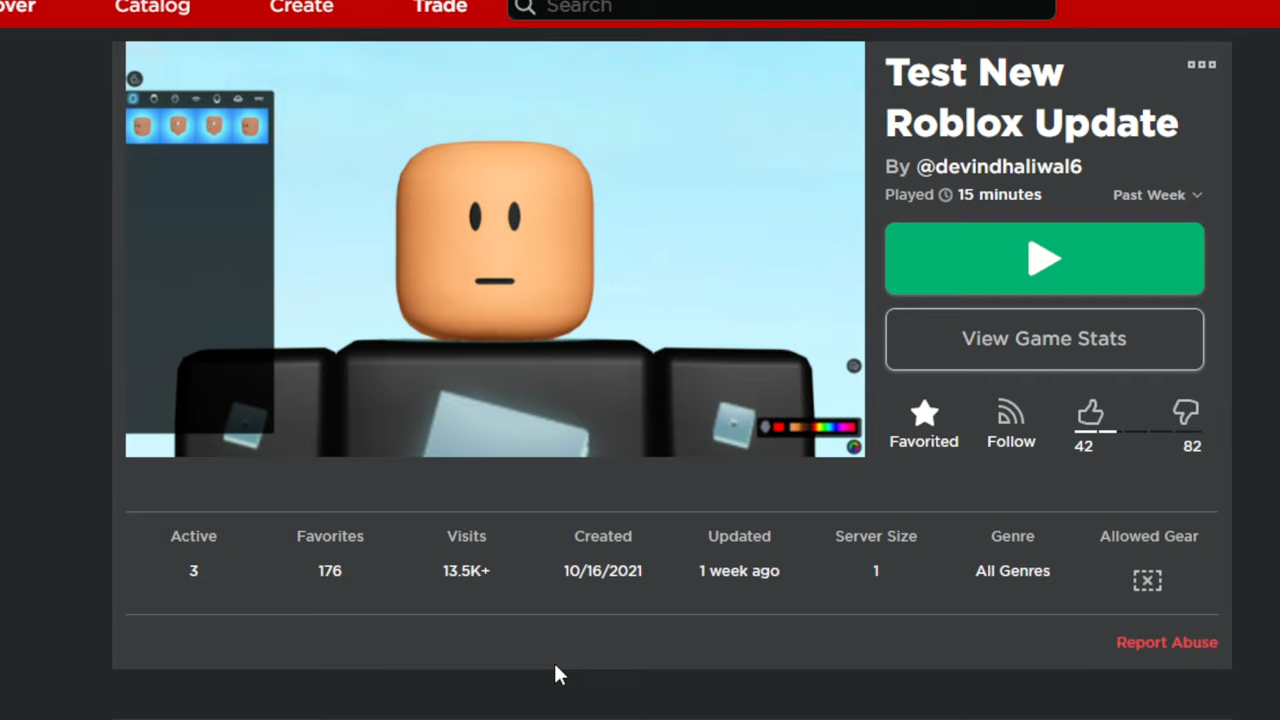 over Catalog Create Trade Search
Test New
Roblox Update
By @devindhaliwal6
Played 15 minutes Past Week
View Game Stats
Favorited Follow 42 82
Active Favorites Visits Created Updated Server Size Genre Allowed Gear
3 176 13.5K+ 10/16/2021 1 week ago 1 All Genres
Report Abuse